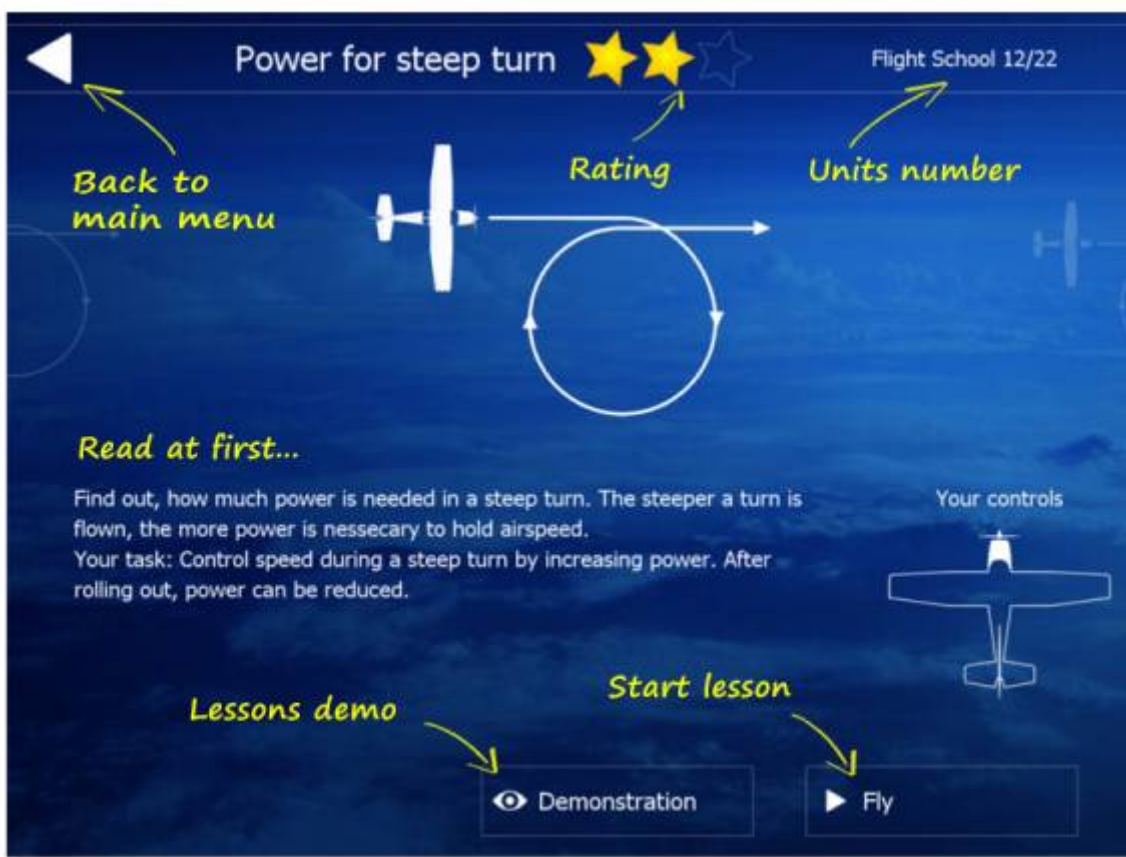 Power for steep turn
Flight School 12/22
Back to
main menu
Rating
Units number
Read at first...
Find out, how much power is needed in a steep turn. The steeper a turn is
flown, the more power is nessecary to hold airspeed.
Your task: Control speed during a steep turn by increasing power. After
rolling out, power can be reduced.
Your controls
Lessons demo
Start lesson
Demonstration
Fly